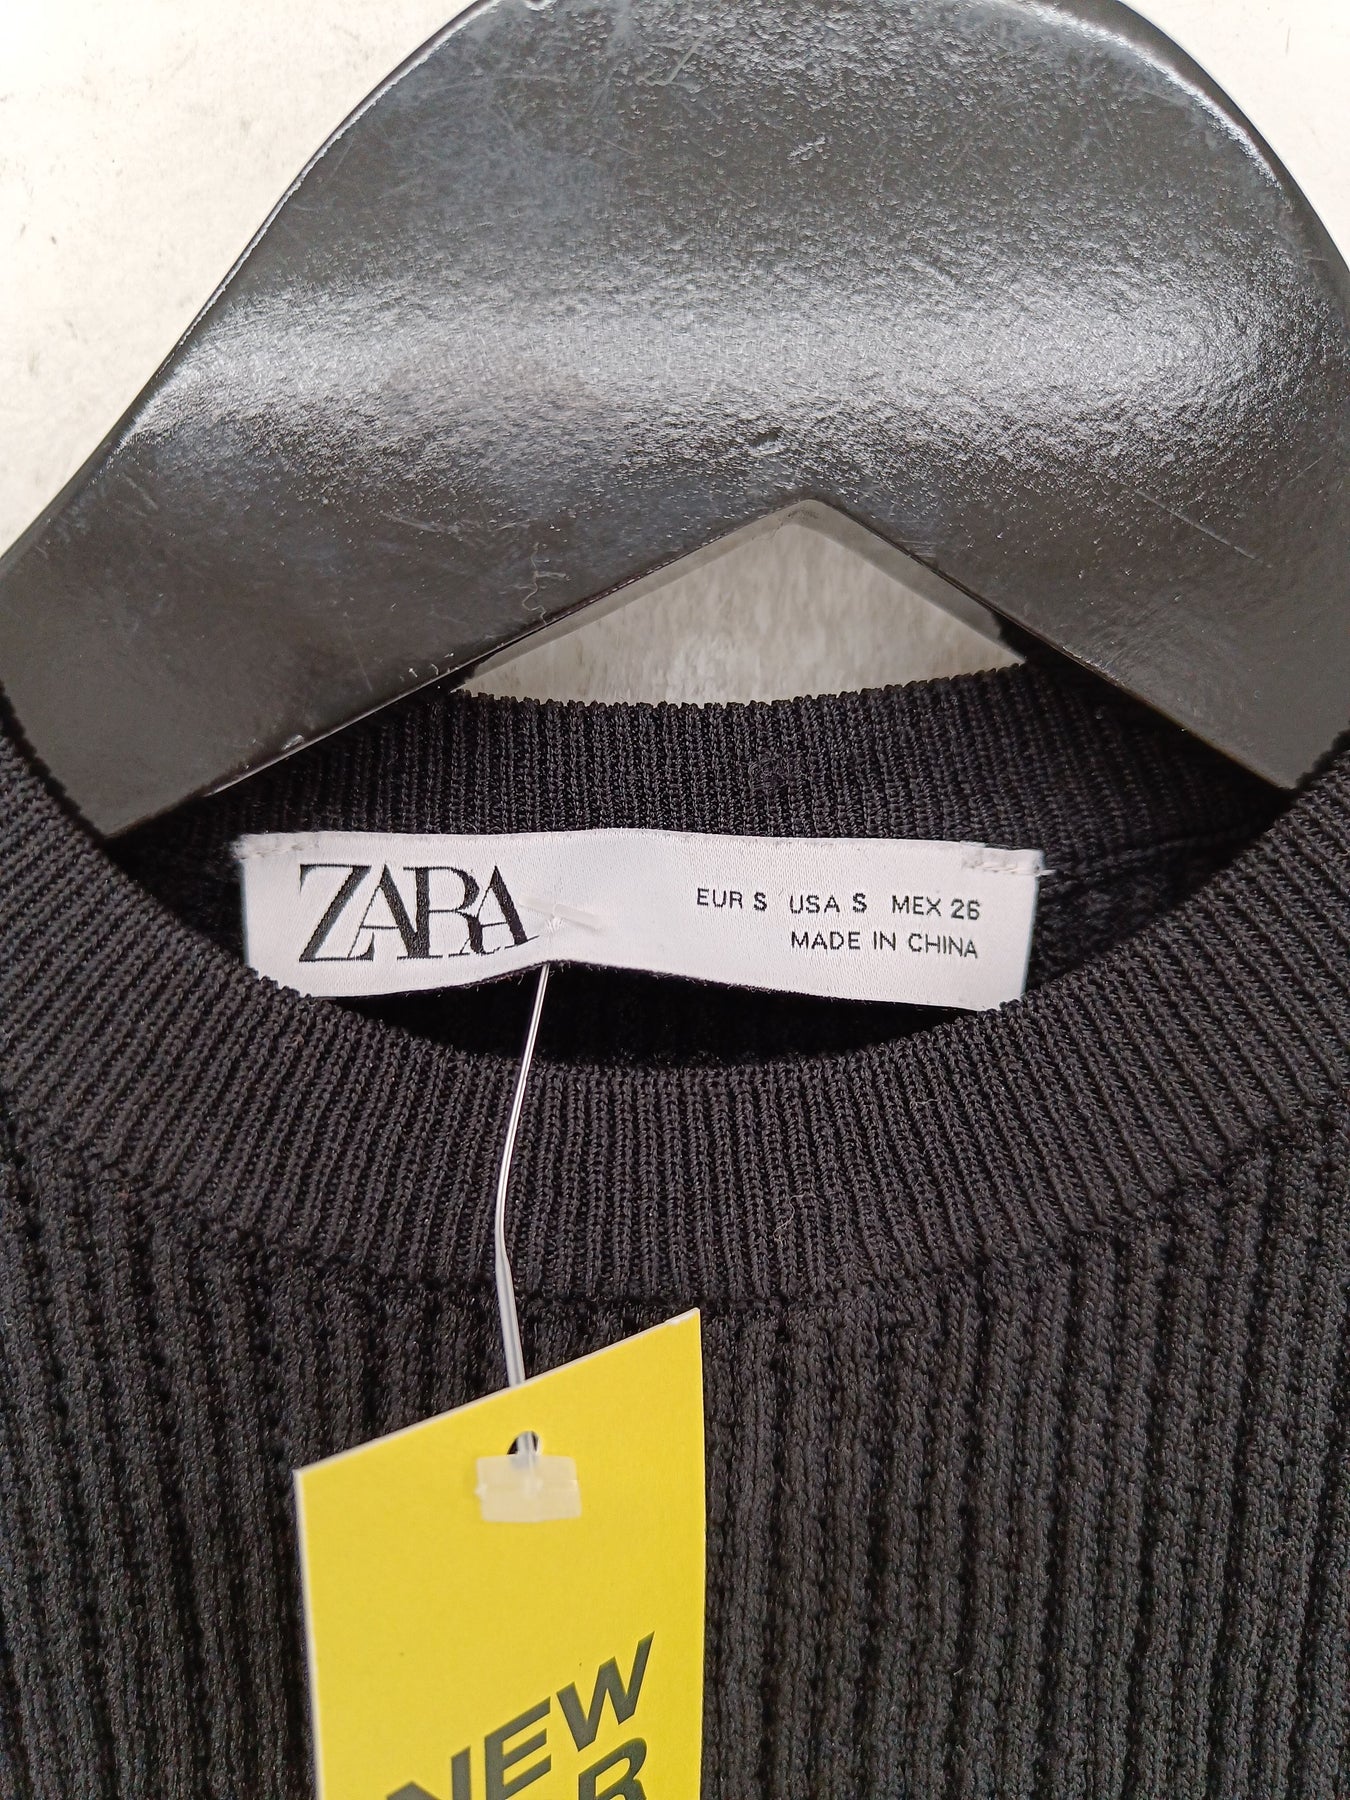 ZARA
EUR S USA S MEX 26
MADE IN CHINA
NEW